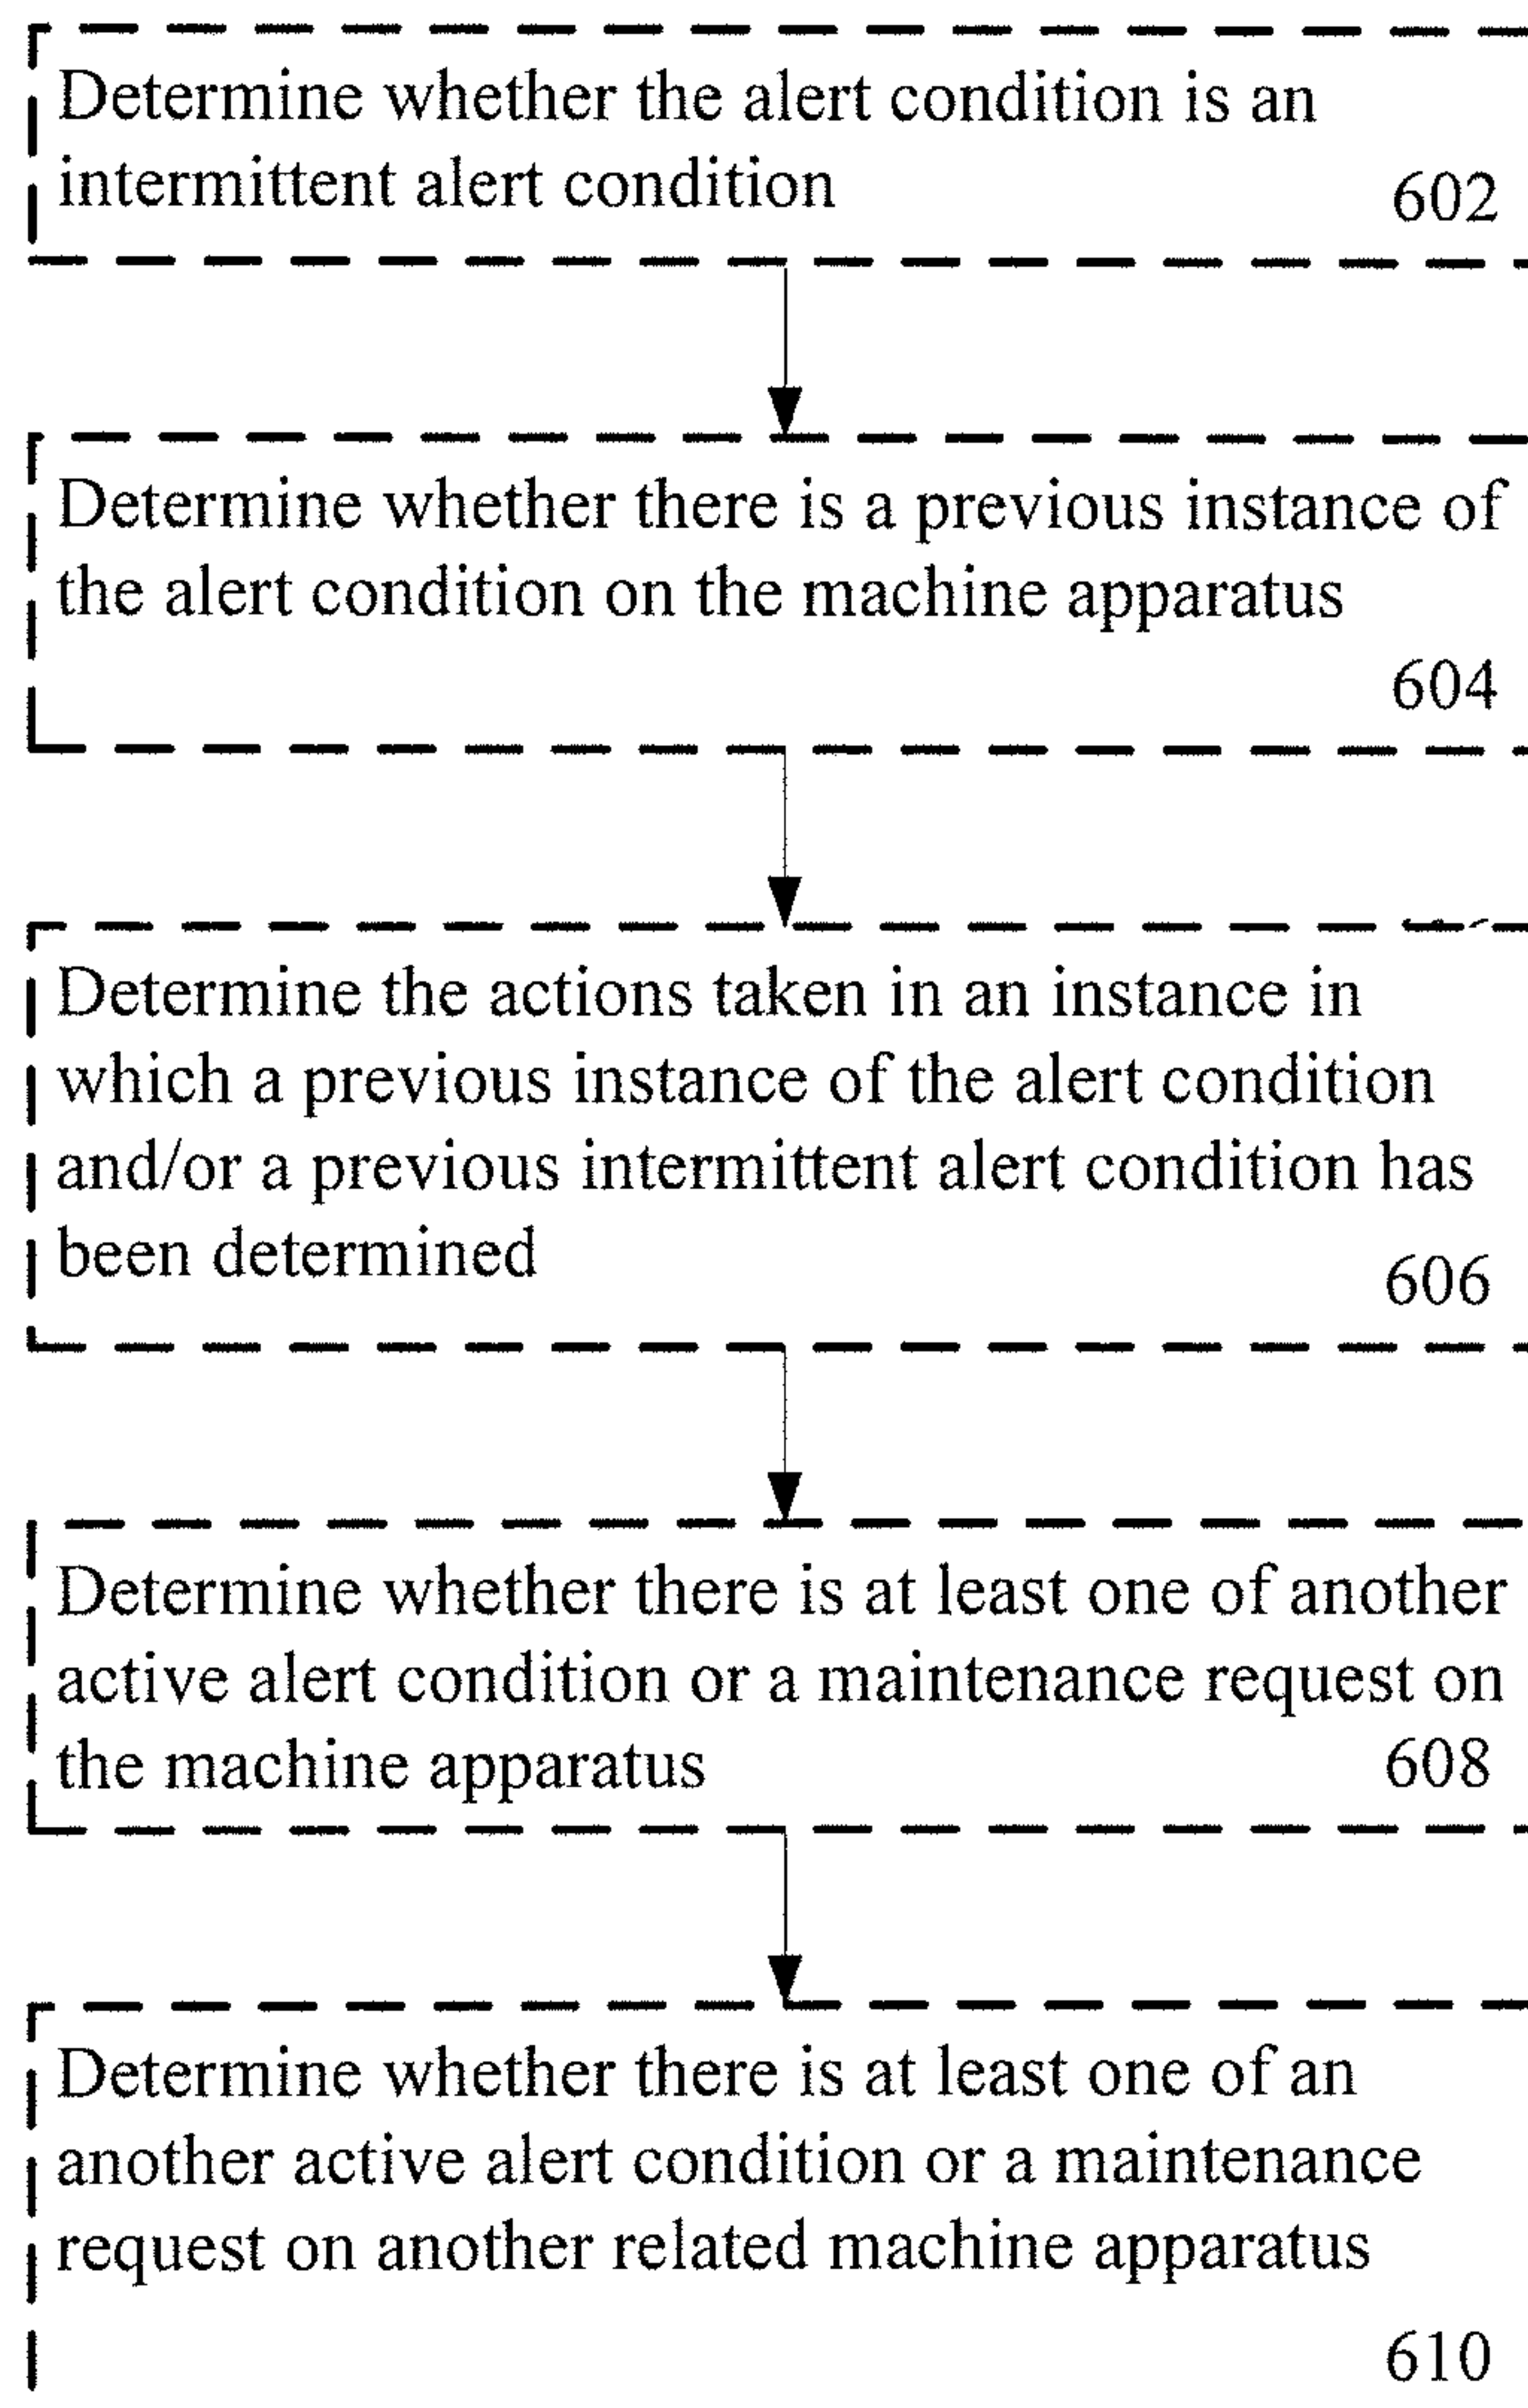 Determine whether the alert condition is an
intermittent alert condition
602
Determine whether there is a previous instance of
the alert condition on the machine apparatus
604
Determine the actions taken in an instance in
which a previous instance of the alert condition
and/or a previous intermittent alert condition has
been determined
606
Determine whether there is at least one of another
active alert condition or a maintenance request on
the machine apparatus
608
Determine whether there is at least one of an
another active alert condition or a maintenance
request on another related machine apparatus
610